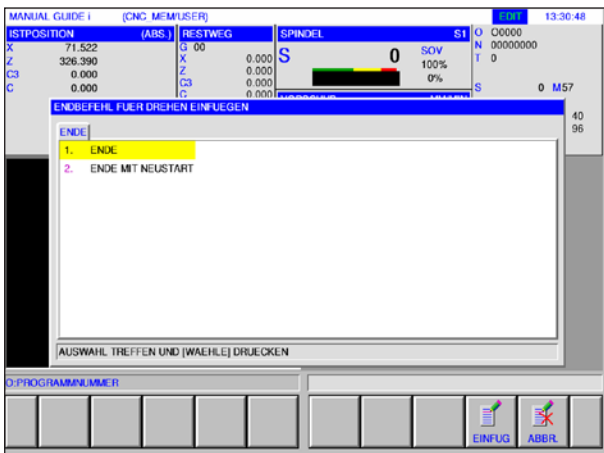 MANUAL GUIDE i (CNC_MEM/USER) EDIT 13:30:48
ISTPOSITION (ABS.) RESTWEG SPINDEL S1 O O0000
X 71.522 G 00 S 0 SOV N 00000000
Z 326.390 X 0.000 100% T 0
C3 0.000 Z 0.000 0%
C 0.000 C3 0.000 S 0 M57
C 0.000
ENDBEFEHL FUER DREHEN EINFUEGEN
40
96
ENDE
1. ENDE
2. ENDE MIT NEUSTART
AUSWAHL TREFFEN UND [WAEHLE] DRUECKEN
O:PROGRAMMNUMMER
EINFUG ABBR.